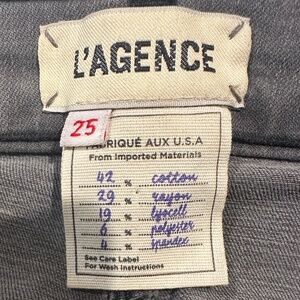 L'AGENCE
25
FABRIQUÉ AUX U.S.A
From Imported Materials
42 % cotton
29 % rayon
19 % lyocell
6 % polyester
4 % spandex
See Care Label
For Wash Instructions